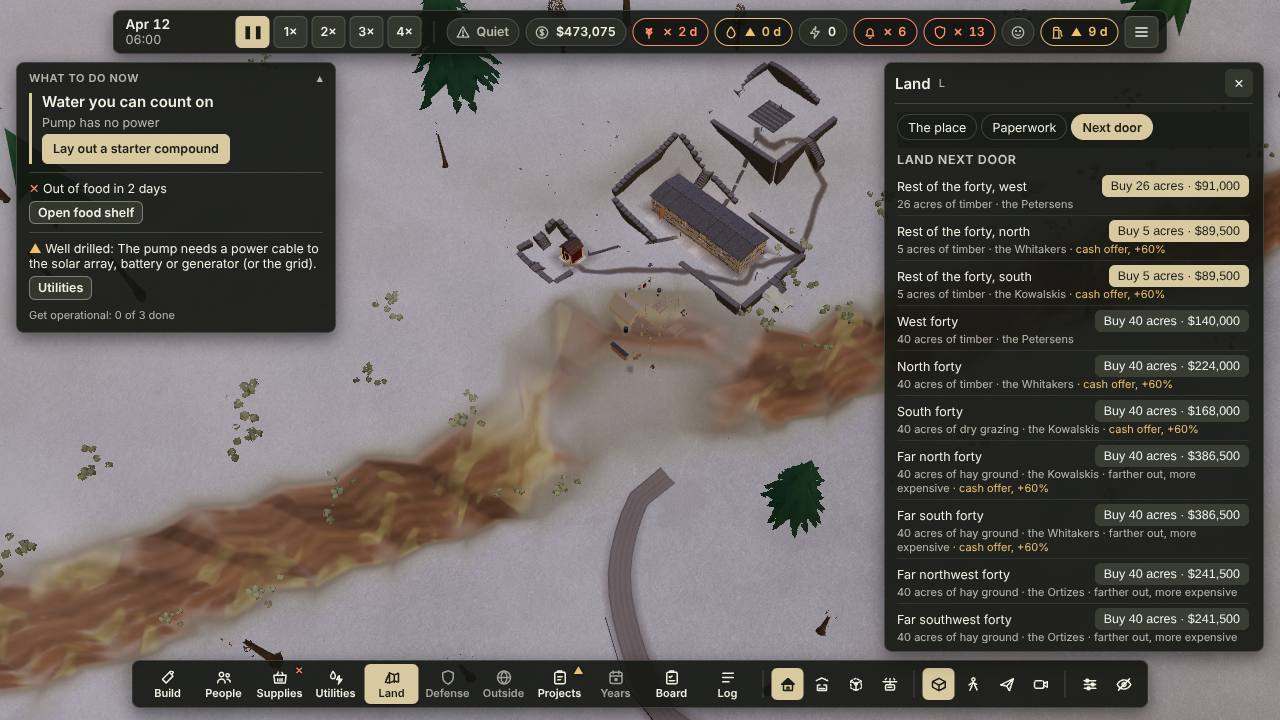 Apr 12
06:00
1×
2×
3×
4×
Quiet
$473,075
× 2 d
0 d
0
× 6
× 13
9 d
WHAT TO DO NOW
Water you can count on
Pump has no power
Lay out a starter compound
× Out of food in 2 days
Open food shelf
Well drilled: The pump needs a power cable to
the solar array, battery or generator (or the grid).
Utilities
Get operational: 0 of 3 done
Land L
The place
Paperwork
Next door
LAND NEXT DOOR
Rest of the forty, west
Buy 26 acres · $91,000
26 acres of timber · the Petersens
Rest of the forty, north
Buy 5 acres · $89,500
5 acres of timber · the Whitakers · cash offer, +60%
Rest of the forty, south
Buy 5 acres · $89,500
5 acres of timber · the Kowalskis · cash offer, +60%
West forty
Buy 40 acres · $140,000
40 acres of timber · the Petersens
North forty
Buy 40 acres · $224,000
40 acres of timber · the Whitakers · cash offer, +60%
South forty
Buy 40 acres · $168,000
40 acres of dry grazing · the Kowalskis · cash offer, +60%
Far north forty
Buy 40 acres · $386,500
40 acres of hay ground · the Kowalskis · farther out, more
expensive · cash offer, +60%
Far south forty
Buy 40 acres · $386,500
40 acres of hay ground · the Whitakers · farther out, more
expensive · cash offer, +60%
Far northwest forty
Buy 40 acres · $241,500
40 acres of hay ground · the Ortizes · farther out, more expensive
Far southwest forty
Buy 40 acres · $241,500
40 acres of hay ground · the Ortizes · farther out, more expensive
Build
People
Supplies
Utilities
Land
Defense
Outside
Projects
Years
Board
Log